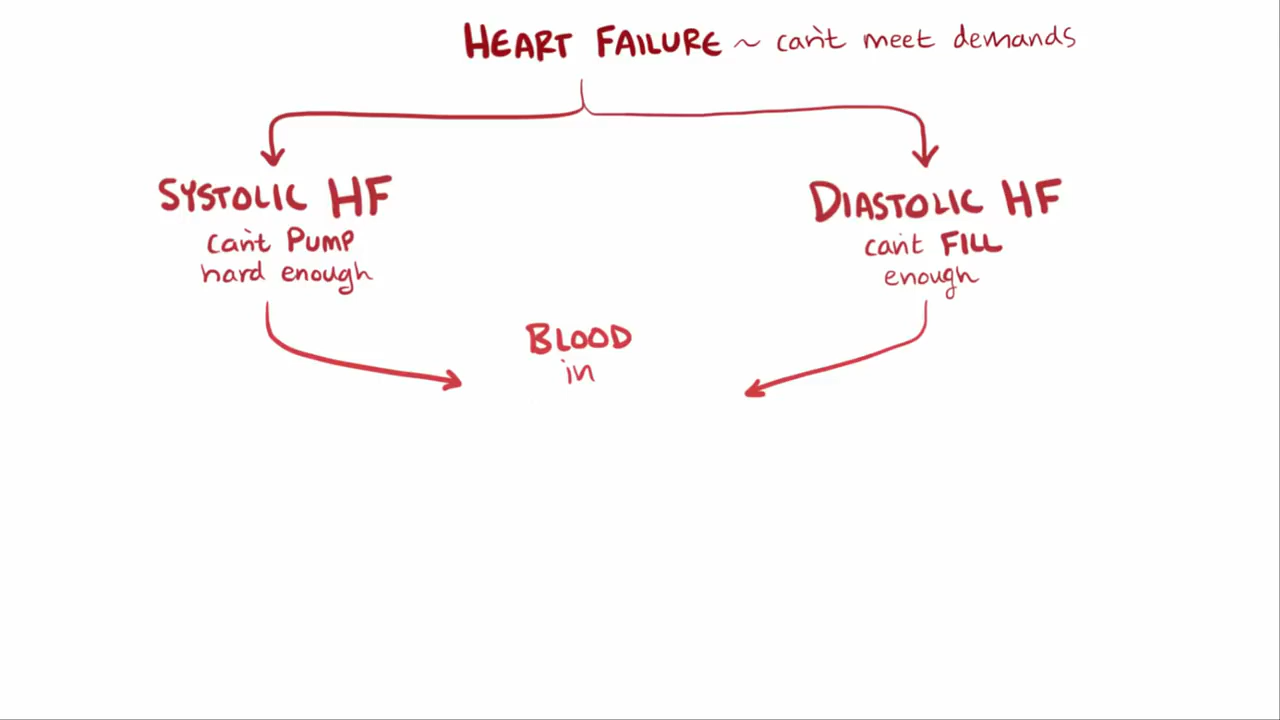 HEART FAILURE ~ can't meet demands
SYSTOLIC HF
can't PUMP
hard enough
DIASTOLIC HF
can't FILL
enough
BLOOD
in